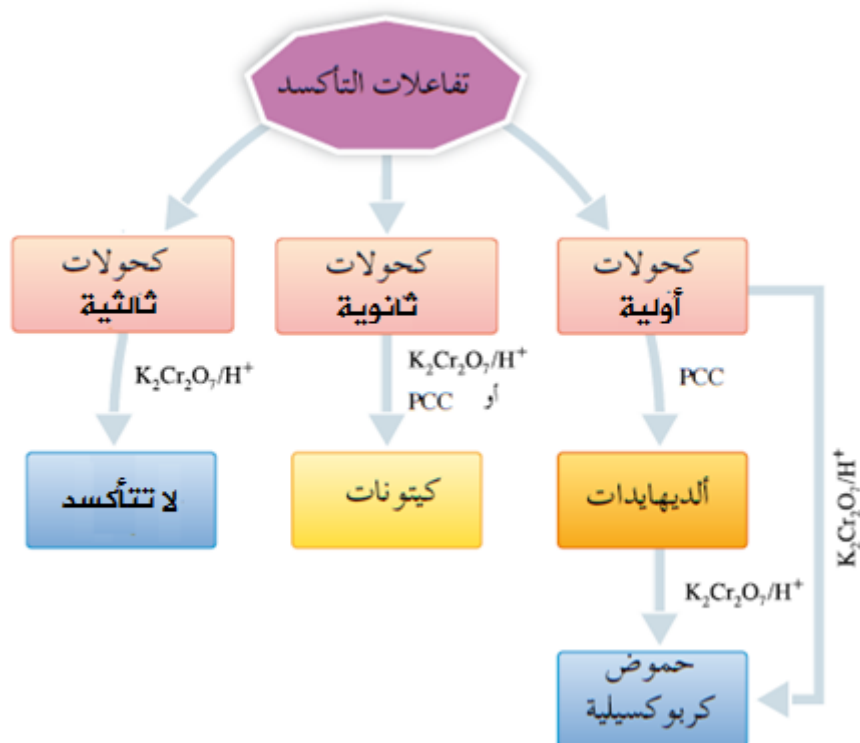 تفاعلات التأكسد
كحولات
أولية
كحولات
ثانوية
كحولات
ثالثية
PCC
K₂Cr₂O₇/H⁺
أو PCC
K₂Cr₂O₇/H⁺
K₂Cr₂O₇/H⁺
ألديهايدات
كيتونات
لا تتأكسد
K₂Cr₂O₇/H⁺
حموض
كربوكسيلية